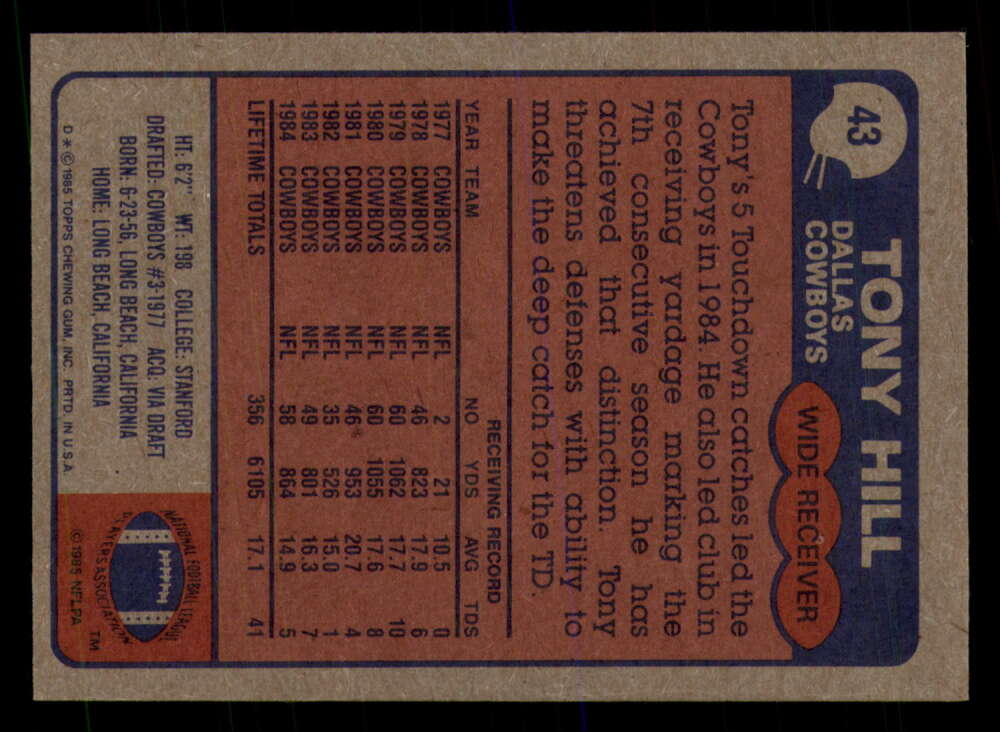 43
TONY HILL
DALLAS
COWBOYS
WIDE RECEIVER
Tony's 5 Touchdown catches led the
Cowboys in 1984. He also led club in
receiving yardage marking the
7th consecutive season he has
achieved that distinction. Tony
threatens defenses with ability to
make the deep catch for the TD.
RECEIVING RECORD
YEAR TEAM NO YDS AVG TDS
1977 COWBOYS NFL 2 21 10.5 0
1978 COWBOYS NFL 46 823 17.9 6
1979 COWBOYS NFL 60 1062 17.7 10
1980 COWBOYS NFL 60 1055 17.6 8
1981 COWBOYS NFL 46 953 20.7 4
1982 COWBOYS NFL 35 526 15.0 1
1983 COWBOYS NFL 49 801 16.3 7
1984 COWBOYS NFL 58 864 14.9 5
LIFETIME TOTALS 356 6105 17.1 41
HT: 6'2" WT. 198 COLLEGE: STANFORD
DRAFTED: COWBOYS #3-1977 ACQ: VIA DRAFT
BORN: 6-23-56, LONG BEACH, CALIFORNIA
HOME: LONG BEACH, CALIFORNIA
D * © 1985 TOPPS CHEWING GUM, INC. PRTD. IN U.S.A.
NATIONAL FOOTBALL LEAGUE
PLAYERS ASSOCIATION
TM
© 1985 NFLPA